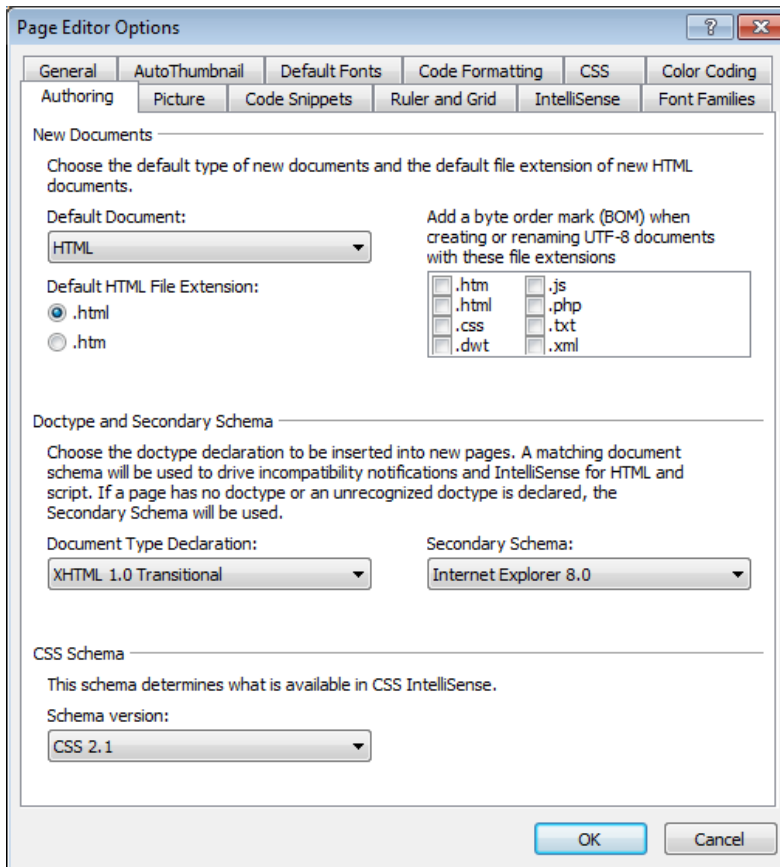 Page Editor Options
General AutoThumbnail Default Fonts Code Formatting CSS Color Coding
Authoring Picture Code Snippets Ruler and Grid IntelliSense Font Families
New Documents
Choose the default type of new documents and the default file extension of new HTML
documents.
Default Document:
HTML
Default HTML File Extension:
.html
.htm
Add a byte order mark (BOM) when
creating or renaming UTF-8 documents
with these file extensions
.htm .js
.html .php
.css .txt
.dwt .xml
Doctype and Secondary Schema
Choose the doctype declaration to be inserted into new pages. A matching document
schema will be used to drive incompatibility notifications and IntelliSense for HTML and
script. If a page has no doctype or an unrecognized doctype is declared, the
Secondary Schema will be used.
Document Type Declaration:
XHTML 1.0 Transitional
Secondary Schema:
Internet Explorer 8.0
CSS Schema
This schema determines what is available in CSS IntelliSense.
Schema version:
CSS 2.1
OK Cancel